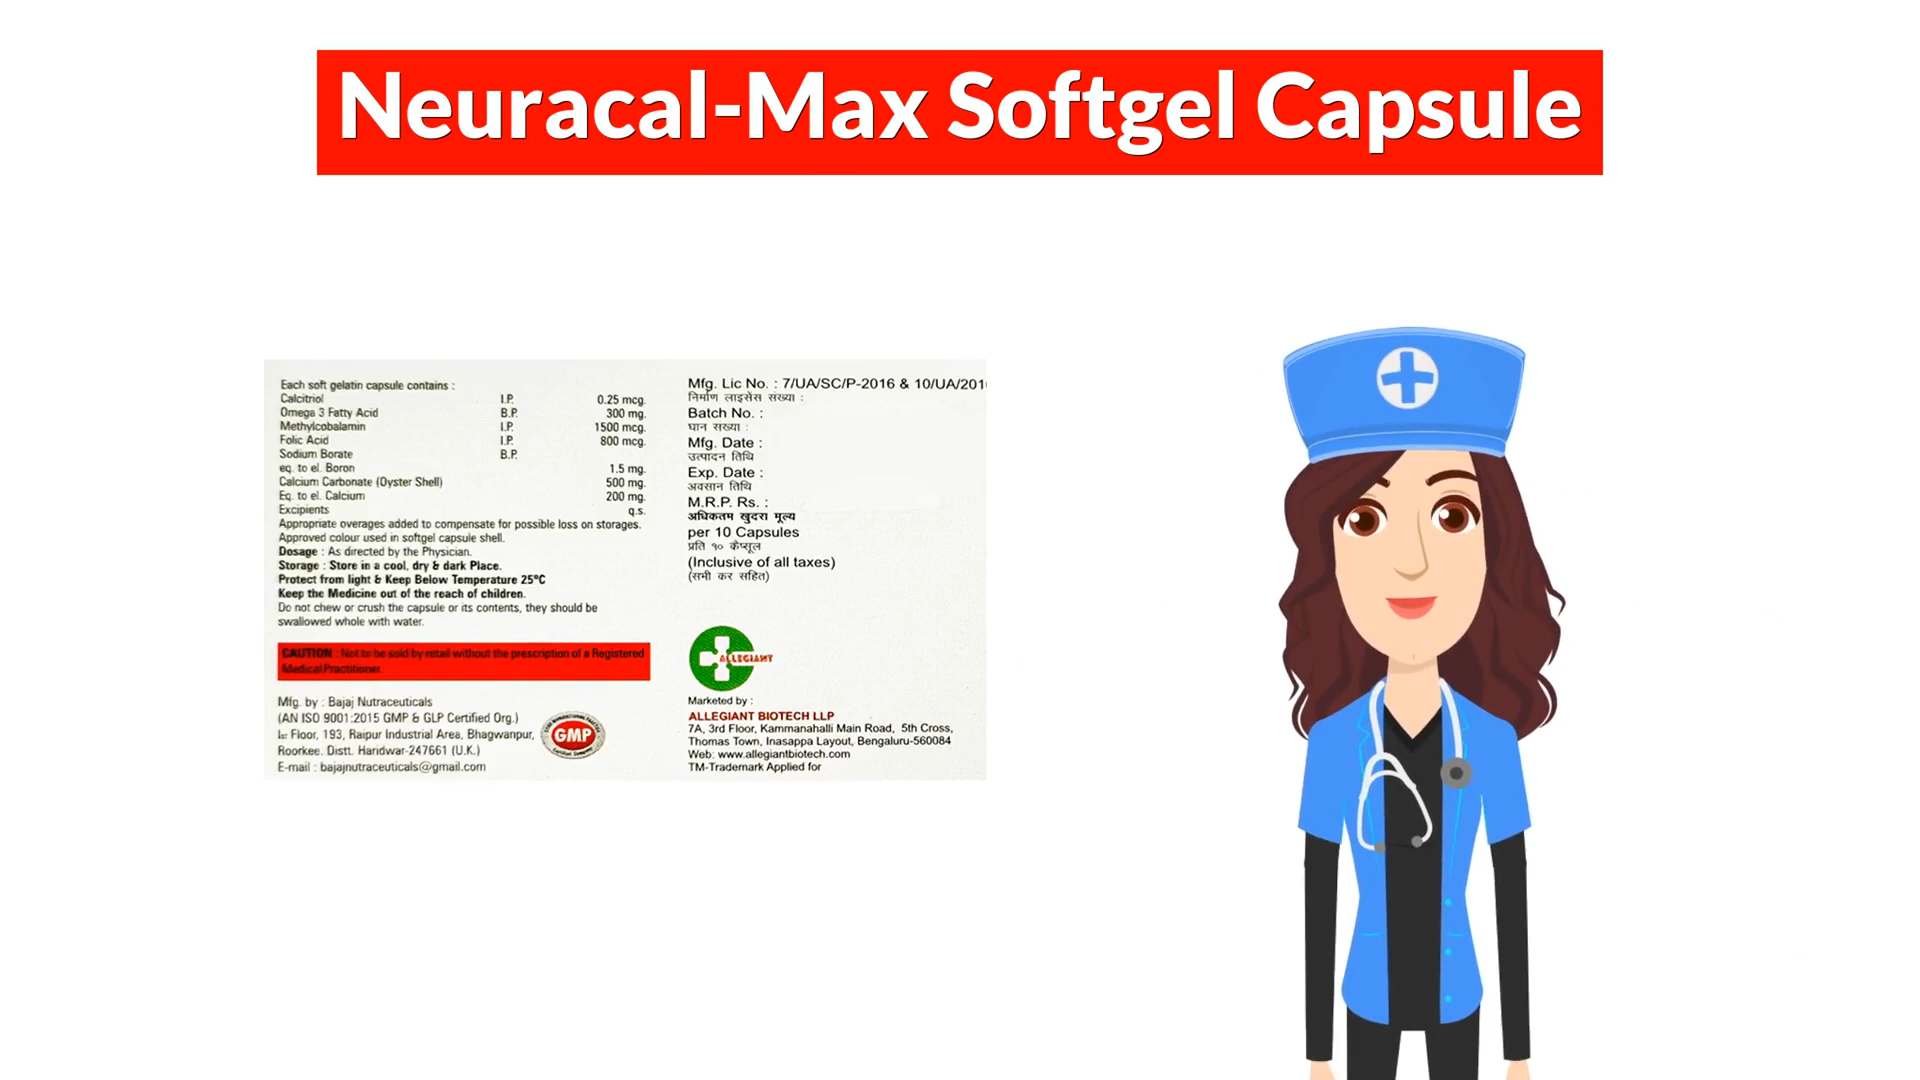 Neuracal-Max Softgel Capsule
Each soft gelatin capsule contains :
Calcitriol I.P. 0.25 mcg.
Omega 3 Fatty Acid B.P. 300 mg.
Methylcobalamin I.P. 1500 mcg.
Folic Acid I.P. 800 mcg.
Sodium Borate B.P.
eq. to el. Boron 1.5 mg.
Calcium Carbonate (Oyster Shell) 500 mg.
Eq. to el. Calcium 200 mg.
Excipients q.s.
Appropriate overages added to compensate for possible loss on storages.
Approved colour used in softgel capsule shell.
Dosage : As directed by the Physician.
Storage : Store in a cool, dry & dark Place.
Protect from light & Keep Below Temperature 25ºC
Keep the Medicine out of the reach of children.
Do not chew or crush the capsule or its contents, they should be
swallowed whole with water.
CAUTION : Not to be sold by retail without the prescription of a Registered
Medical Practitioner.
Mfg. by : Bajaj Nutraceuticals
(AN ISO 9001:2015 GMP & GLP Certified Org.)
Ist Floor, 193, Raipur Industrial Area, Bhagwanpur,
Roorkee. Distt. Haridwar-247661 (U.K.)
E-mail : bajajnutraceuticals@gmail.com
GMP
Mfg. Lic No. : 7/UA/SC/P-2016 & 10/UA/201
निर्माण लाइसेंस संख्या :
Batch No. :
घान संख्या :
Mfg. Date :
उत्पादन तिथि
Exp. Date :
अवसान तिथि
M.R.P. Rs. :
अधिकतम खुदरा मूल्य
per 10 Capsules
प्रति १० कैप्सूल
(Inclusive of all taxes)
(सभी कर सहित)
ALLEGIANT
Marketed by :
ALLEGIANT BIOTECH LLP
7A, 3rd Floor, Kammanahalli Main Road, 5th Cross,
Thomas Town, Inasappa Layout, Bengaluru-560084
Web: www.allegiantbiotech.com
TM-Trademark Applied for